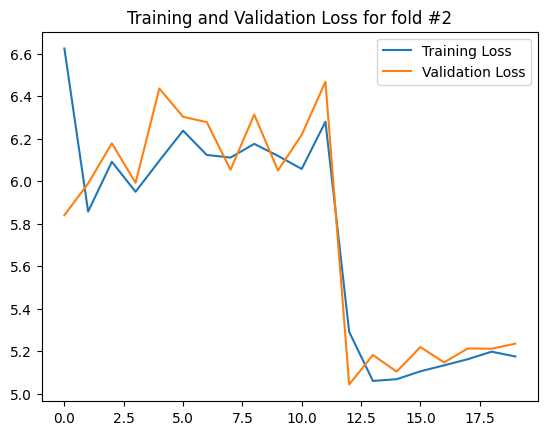 Training and Validation Loss for fold #2
Training Loss
Validation Loss
6.6
6.4
6.2
6.0
5.8
5.6
5.4
5.2
5.0
0.0 2.5 5.0 7.5 10.0 12.5 15.0 17.5